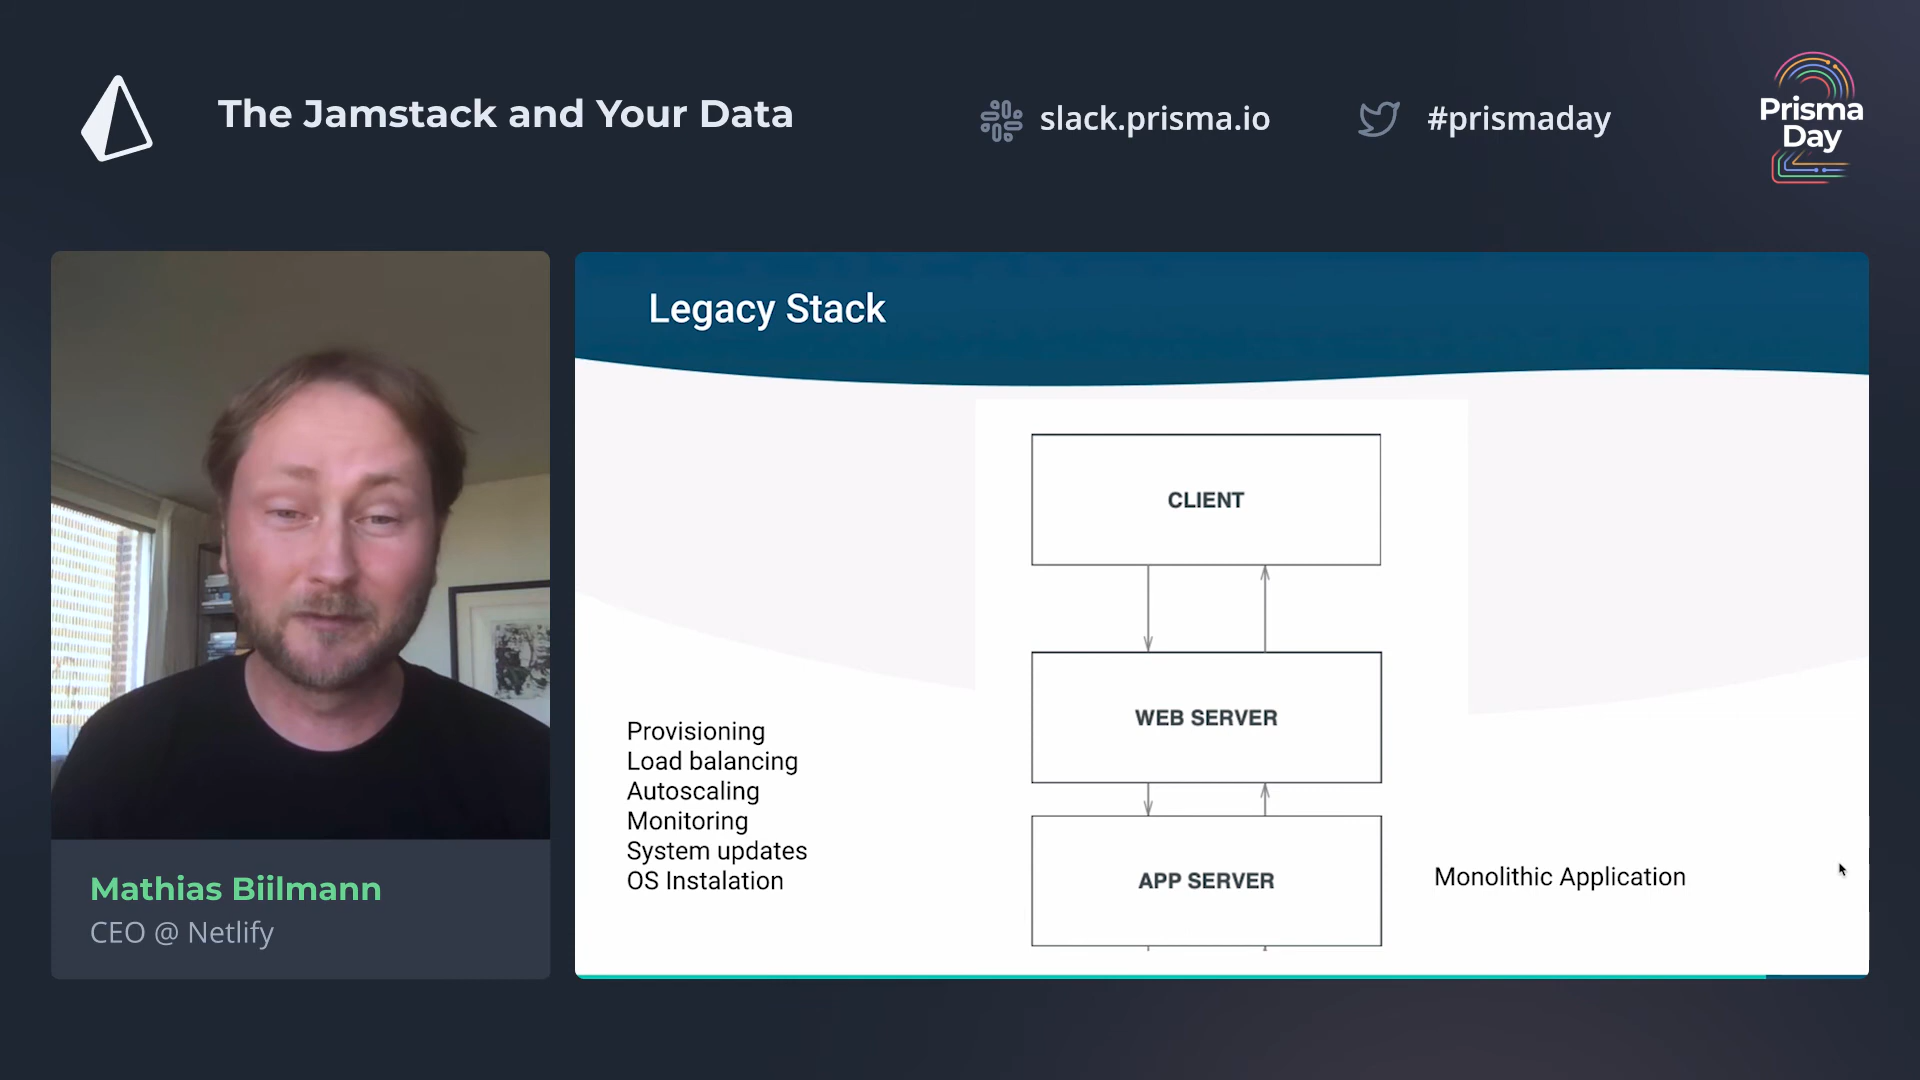 The Jamstack and Your Data
slack.prisma.io
#prismaday
Prisma
Day
Legacy Stack
CLIENT
WEB SERVER
Provisioning
Load balancing
Autoscaling
Monitoring
System updates
OS Instalation
APP SERVER
Monolithic Application
Mathias Biilmann
CEO @ Netlify